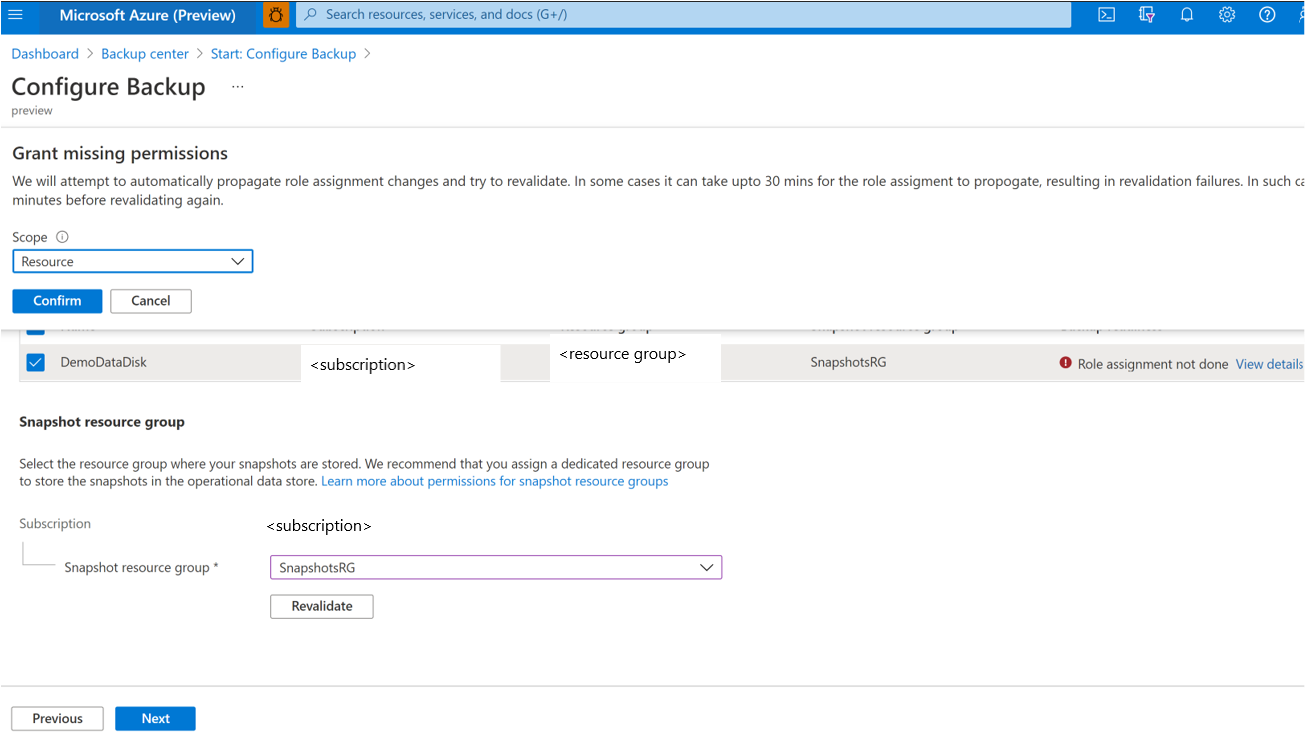 Microsoft Azure (Preview) Search resources, services, and docs (G+/)
Dashboard > Backup center > Start: Configure Backup >
Configure Backup ...
preview
Grant missing permissions
We will attempt to automatically propagate role assignment changes and try to revalidate. In some cases it can take upto 30 mins for the role assigment to propogate, resulting in revalidation failures. In such ca
minutes before revalidating again.
Scope
Resource
Confirm Cancel
DemoDataDisk <subscription> <resource group> SnapshotsRG Role assignment not done View details
Snapshot resource group
Select the resource group where your snapshots are stored. We recommend that you assign a dedicated resource group
to store the snapshots in the operational data store. Learn more about permissions for snapshot resource groups
Subscription <subscription>
Snapshot resource group * SnapshotsRG
Revalidate
Previous Next